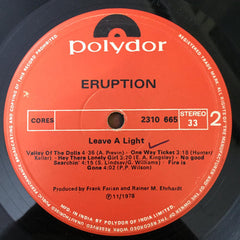 polydor
ERUPTION
CORES
2310 665
STEREO
33
2
Leave A Light
Valley Of The Dolls 4·36 (A. Previn) - One Way Ticket 3·18 (Hunter/
Keller) - Hey There Lonely Girl 3·20 (E. A. Kingsley) - No good
Searchin' 4·15 (S. Lindsay/G. Williams) - Fire is
Gone 4·02 (P.P. Wilson)
Produced by Frank Farian and Rainer M. Ehrhardt
℗11/1978
IN INDIA BY POLYDOR OF INDIA LIMITED.